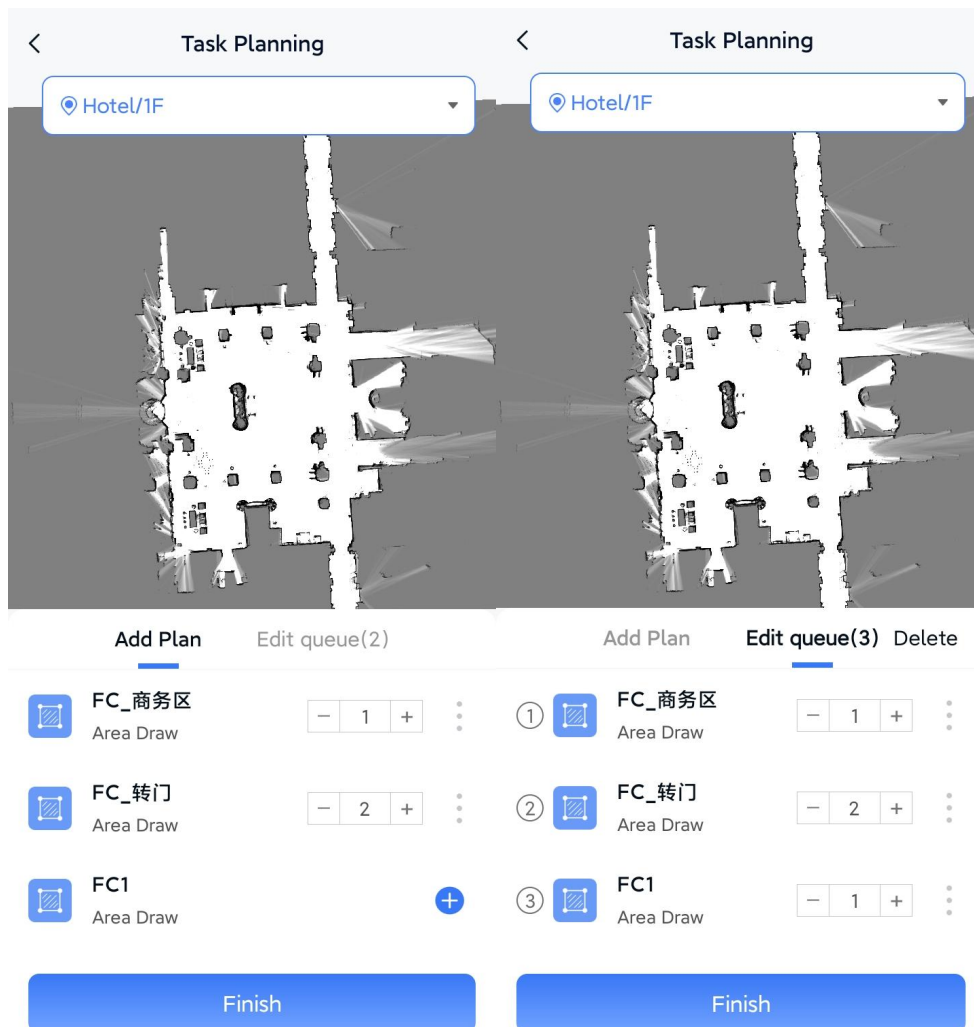 Task Planning
Hotel/1F
Add Plan Edit queue(2)
FC_商务区
Area Draw
− 1 +
FC_转门
Area Draw
− 2 +
FC1
Area Draw
Finish
Task Planning
Hotel/1F
Add Plan Edit queue(3) Delete
1
FC_商务区
Area Draw
− 1 +
2
FC_转门
Area Draw
− 2 +
3
FC1
Area Draw
− 1 +
Finish